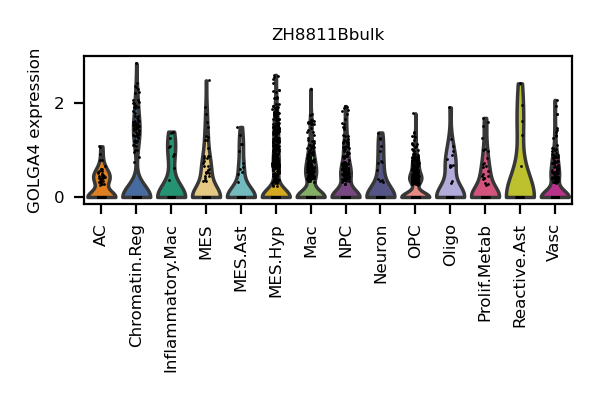 ZH8811Bbulk
GOLGA4 expression
2
0
AC
Chromatin.Reg
Inflammatory.Mac
MES
MES.Ast
MES.Hyp
Mac
NPC
Neuron
OPC
Oligo
Prolif.Metab
Reactive.Ast
Vasc